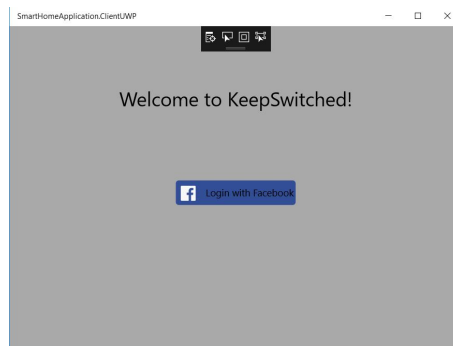 SmartHomeApplication.ClientUWP
Welcome to KeepSwitched!
Login with Facebook